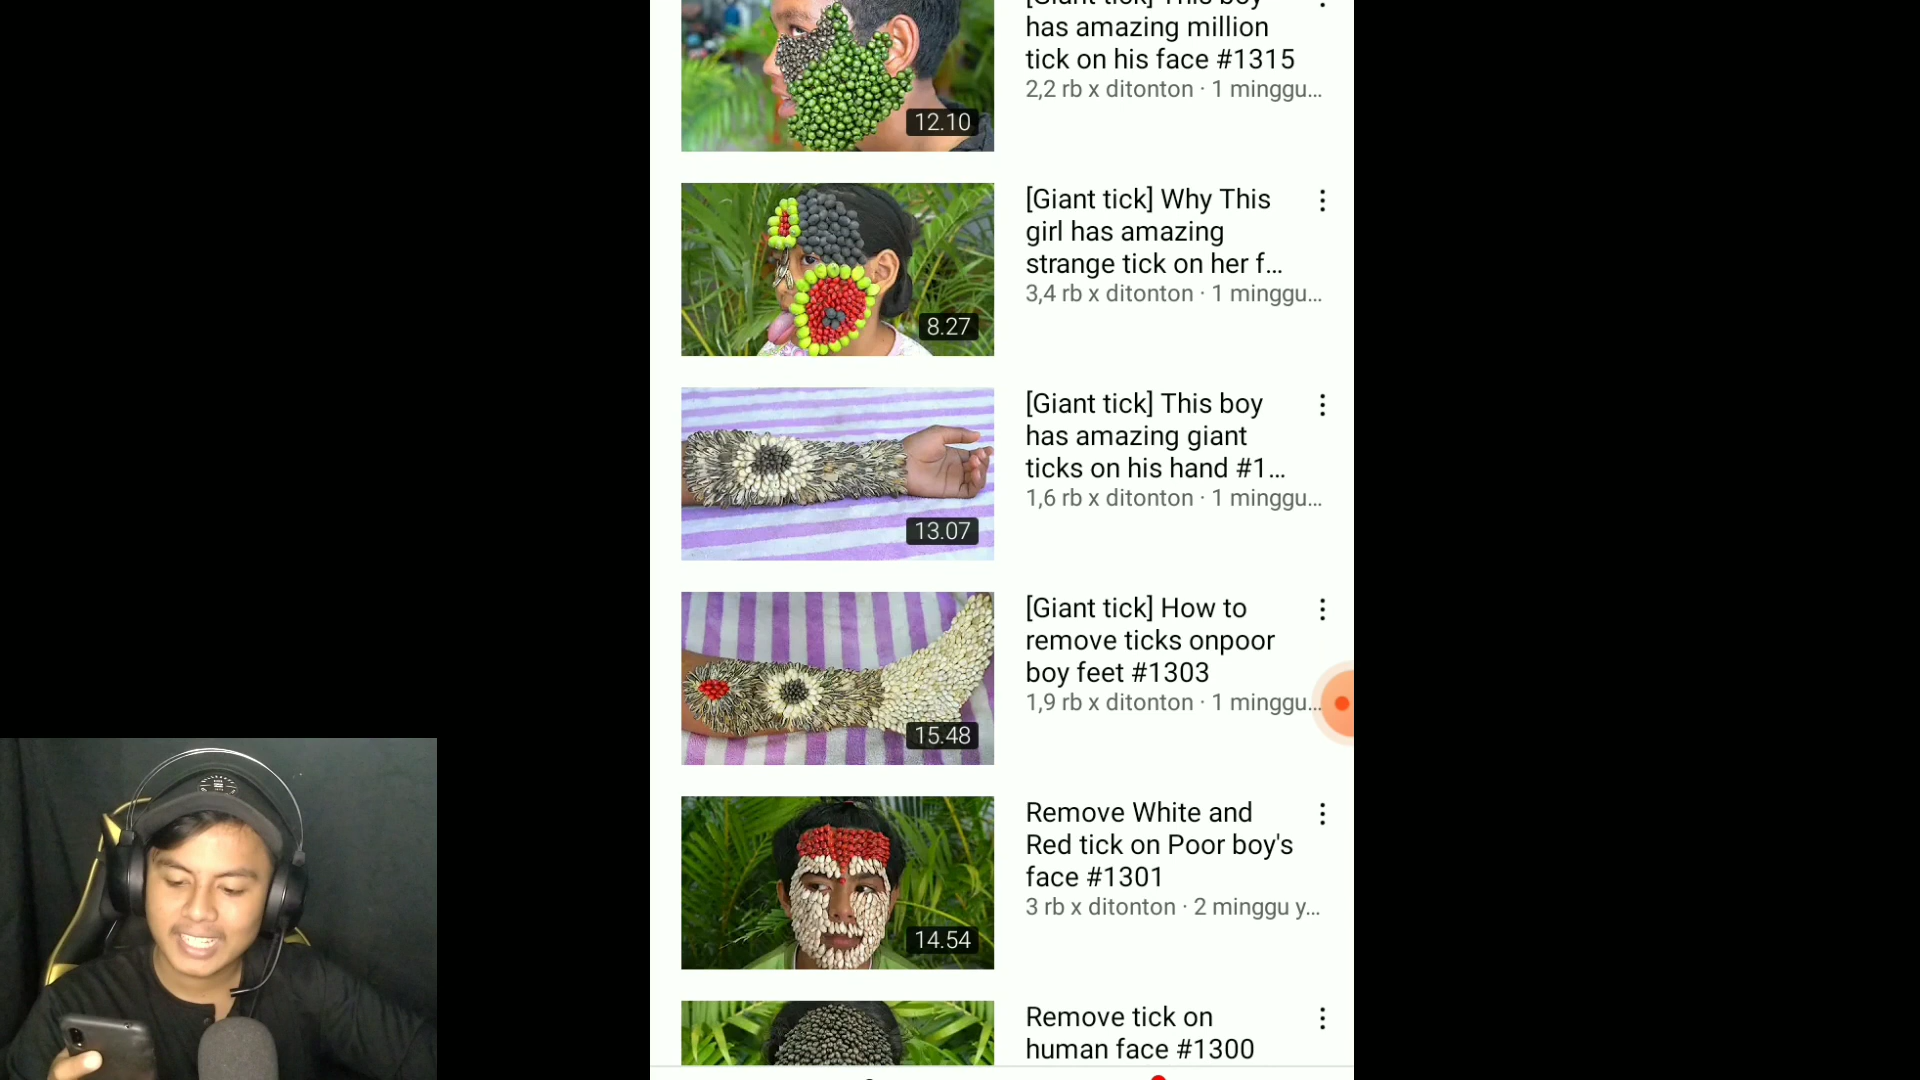 [Giant tick] This boy
has amazing million
tick on his face #1315
2,2 rb x ditonton · 1 minggu...
12.10
[Giant tick] Why This
girl has amazing
strange tick on her f...
3,4 rb x ditonton · 1 minggu...
8.27
[Giant tick] This boy
has amazing giant
ticks on his hand #1...
1,6 rb x ditonton · 1 minggu...
13.07
[Giant tick] How to
remove ticks onpoor
boy feet #1303
1,9 rb x ditonton · 1 minggu...
15.48
Remove White and
Red tick on Poor boy's
face #1301
3 rb x ditonton · 2 minggu y...
14.54
Remove tick on
human face #1300